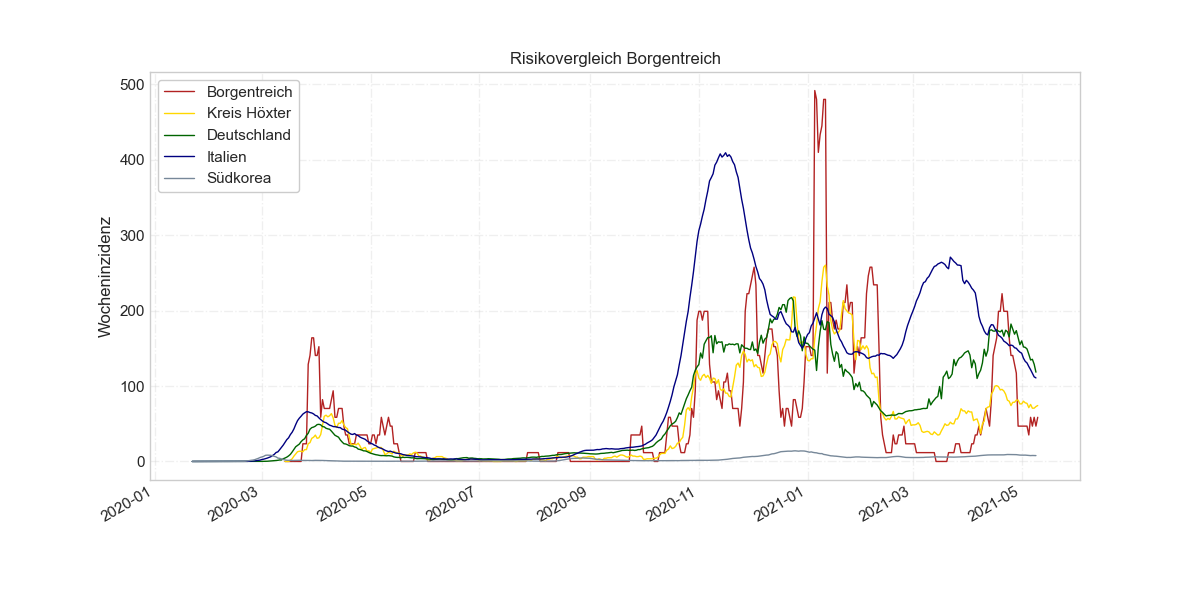 Risikovergleich Borgentreich
Borgentreich
Kreis Höxter
Deutschland
Italien
Südkorea
Wocheninzidenz
500
400
300
200
100
0
2020-01
2020-03
2020-05
2020-07
2020-09
2020-11
2021-01
2021-03
2021-05